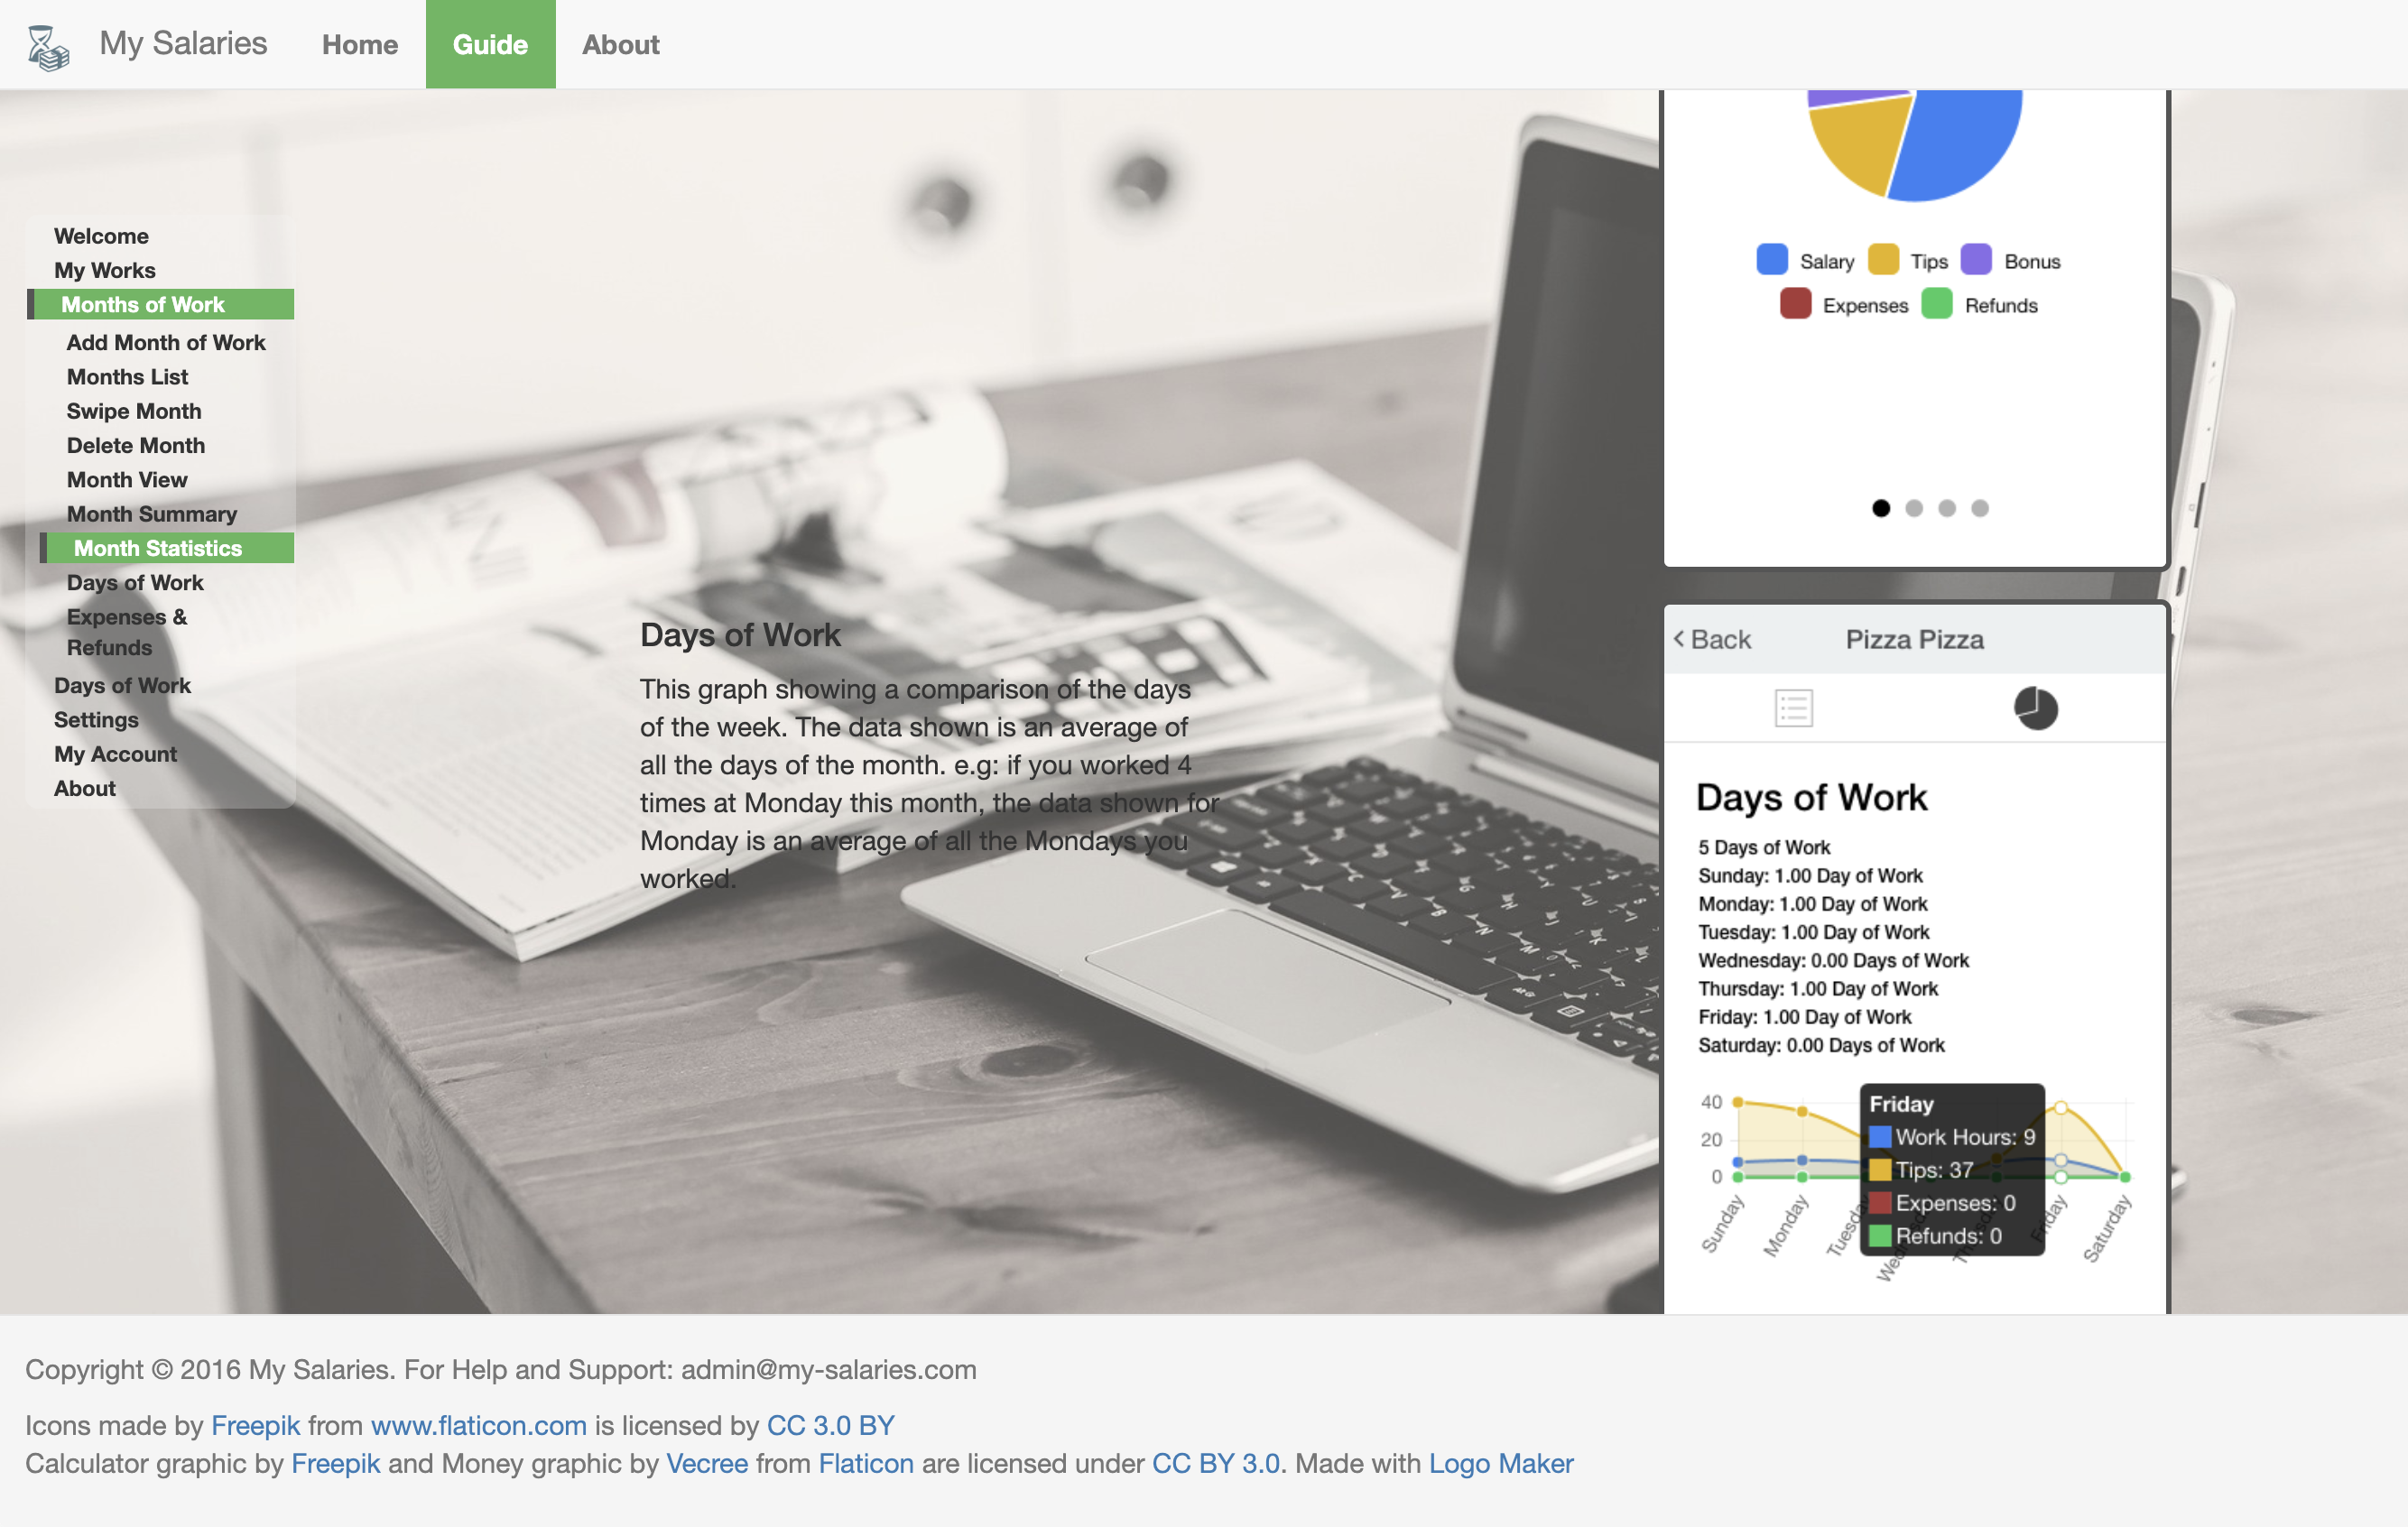 My Salaries
Home
Guide
About
Welcome
My Works
Months of Work
Add Month of Work
Months List
Swipe Month
Delete Month
Month View
Month Summary
Month Statistics
Days of Work
Expenses &
Refunds
Days of Work
Settings
My Account
About
Days of Work
This graph showing a comparison of the days
of the week. The data shown is an average of
all the days of the month. e.g: if you worked 4
times at Monday this month, the data shown for
Monday is an average of all the Mondays you
worked.
Salary Tips Bonus
Expenses Refunds
Back
Pizza Pizza
Days of Work
5 Days of Work
Sunday: 1.00 Day of Work
Monday: 1.00 Day of Work
Tuesday: 1.00 Day of Work
Wednesday: 0.00 Days of Work
Thursday: 1.00 Day of Work
Friday: 1.00 Day of Work
Saturday: 0.00 Days of Work
40
20
0
Friday
Work Hours: 9
Tips: 37
Expenses: 0
Refunds: 0
Sunday
Monday
Tuesday
Friday
Saturday
Copyright © 2016 My Salaries. For Help and Support: admin@my-salaries.com
Icons made by Freepik from www.flaticon.com is licensed by CC 3.0 BY
Calculator graphic by Freepik and Money graphic by Vecree from Flaticon are licensed under CC BY 3.0. Made with Logo Maker